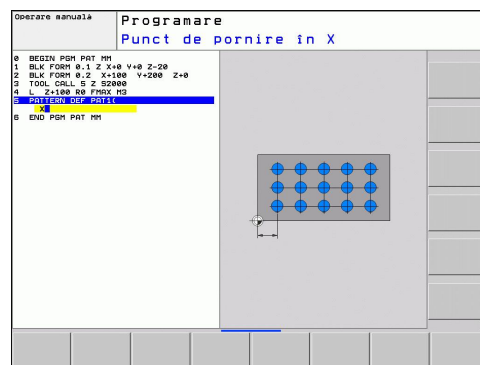 Operare manuală
Programare
Punct de pornire în X
0 BEGIN PGM PAT MM
1 BLK FORM 0.1 Z X+0 Y+0 Z-20
2 BLK FORM 0.2 X+100 Y+200 Z+0
3 TOOL CALL 5 Z S2000
4 L Z+100 R0 FMAX M3
5 PATTERN DEF PAT1(
X
6 END PGM PAT MM